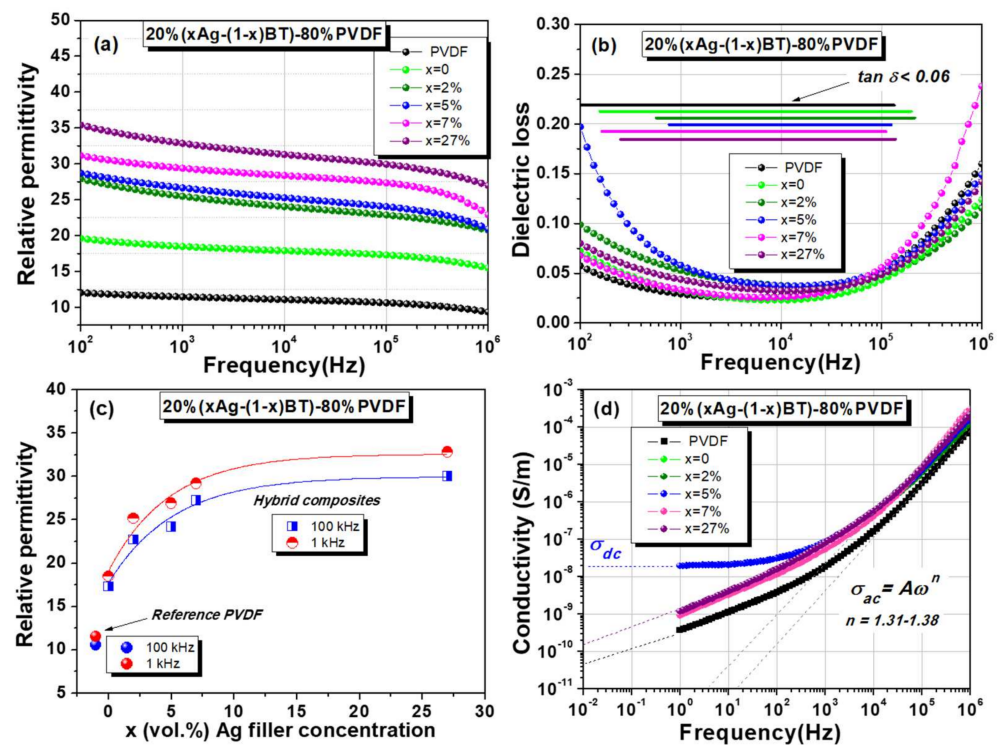 (a)
20%(xAg-(1-x)BT)-80%PVDF
PVDF
x=0
x=2%
x=5%
x=7%
x=27%
50
45
40
35
30
25
20
15
10
Relative permittivity
10² 10³ 10⁴ 10⁵ 10⁶
Frequency(Hz)
(b)
20%(xAg-(1-x)BT)-80%PVDF
tan δ< 0.06
PVDF
x=0
x=2%
x=5%
x=7%
x=27%
0.30
0.25
0.20
0.15
0.10
0.05
0.00
Dielectric loss
10² 10³ 10⁴ 10⁵ 10⁶
Frequency(Hz)
(c)
20%(xAg-(1-x)BT)-80%PVDF
Hybrid composites
100 kHz
1 kHz
Reference PVDF
100 kHz
1 kHz
40
35
30
25
20
15
10
5
Relative permittivity
0 5 10 15 20 25 30
x (vol.%) Ag filler concentration
(d)
20%(xAg-(1-x)BT)-80%PVDF
PVDF
x=0
x=2%
x=5%
x=7%
x=27%
σdc
σac= Aωⁿ
n = 1.31-1.38
10⁻³
10⁻⁴
10⁻⁵
10⁻⁶
10⁻⁷
10⁻⁸
10⁻⁹
10⁻¹⁰
10⁻¹¹
Conductivity (S/m)
10⁻² 10⁻¹ 10⁰ 10¹ 10² 10³ 10⁴ 10⁵ 10⁶
Frequency(Hz)